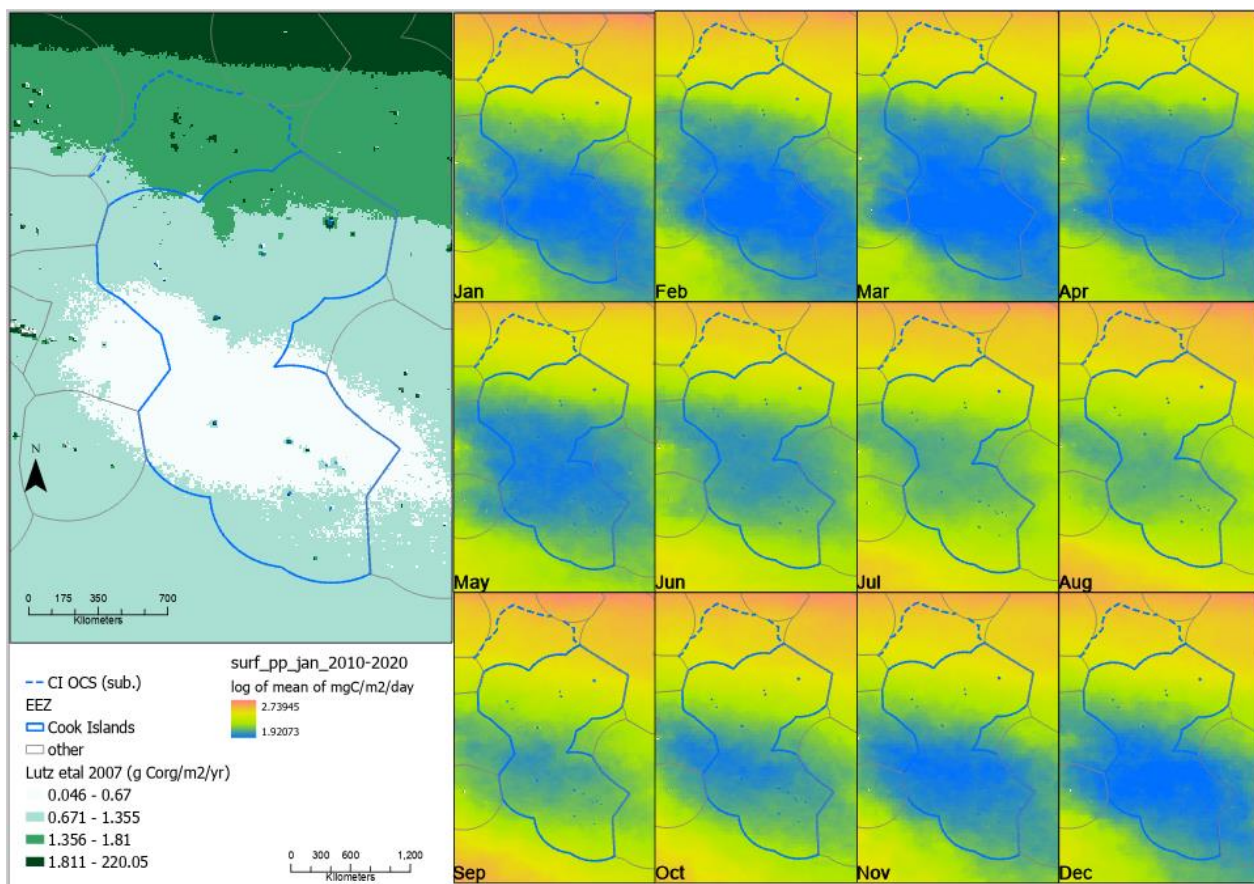 N
0 175 350 700
Kilometers
CI OCS (sub.)
EEZ
Cook Islands
other
Lutz etal 2007 (g Corg/m2/yr)
0.046 - 0.67
0.671 - 1.355
1.356 - 1.81
1.811 - 220.05
surf_pp_jan_2010-2020
log of mean of mgC/m2/day
2.73945
1.92073
0 300 600 1,200
Kilometers
Jan Feb Mar Apr
May Jun Jul Aug
Sep Oct Nov Dec